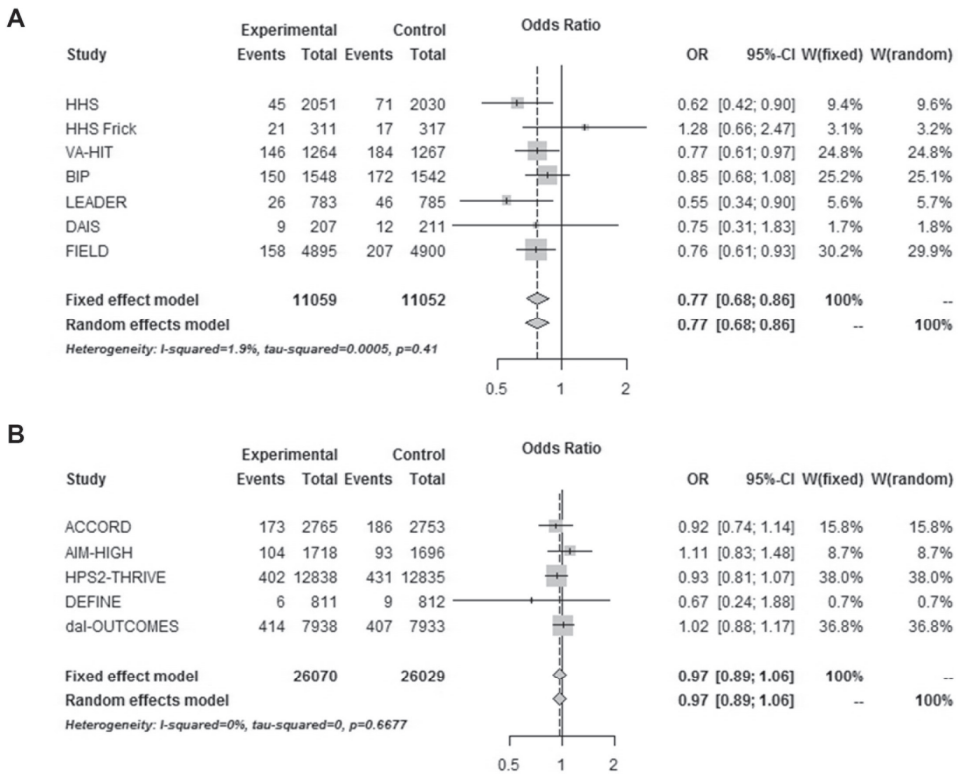 A
Experimental Control Odds Ratio
Study Events Total Events Total OR 95%-CI W(fixed) W(random)
HHS 45 2051 71 2030 0.62 [0.42; 0.90] 9.4% 9.6%
HHS Frick 21 311 17 317 1.28 [0.66; 2.47] 3.1% 3.2%
VA-HIT 146 1264 184 1267 0.77 [0.61; 0.97] 24.8% 24.8%
BIP 150 1548 172 1542 0.85 [0.68; 1.08] 25.2% 25.1%
LEADER 26 783 46 785 0.55 [0.34; 0.90] 5.6% 5.7%
DAIS 9 207 12 211 0.75 [0.31; 1.83] 1.7% 1.8%
FIELD 158 4895 207 4900 0.76 [0.61; 0.93] 30.2% 29.9%
Fixed effect model 11059 11052 0.77 [0.68; 0.86] 100% --
Random effects model 0.77 [0.68; 0.86] -- 100%
Heterogeneity: I-squared=1.9%, tau-squared=0.0005, p=0.41
0.5 1 2
B
Experimental Control Odds Ratio
Study Events Total Events Total OR 95%-CI W(fixed) W(random)
ACCORD 173 2765 186 2753 0.92 [0.74; 1.14] 15.8% 15.8%
AIM-HIGH 104 1718 93 1696 1.11 [0.83; 1.48] 8.7% 8.7%
HPS2-THRIVE 402 12838 431 12835 0.93 [0.81; 1.07] 38.0% 38.0%
DEFINE 6 811 9 812 0.67 [0.24; 1.88] 0.7% 0.7%
dal-OUTCOMES 414 7938 407 7933 1.02 [0.88; 1.17] 36.8% 36.8%
Fixed effect model 26070 26029 0.97 [0.89; 1.06] 100% --
Random effects model 0.97 [0.89; 1.06] -- 100%
Heterogeneity: I-squared=0%, tau-squared=0, p=0.6677
0.5 1 2